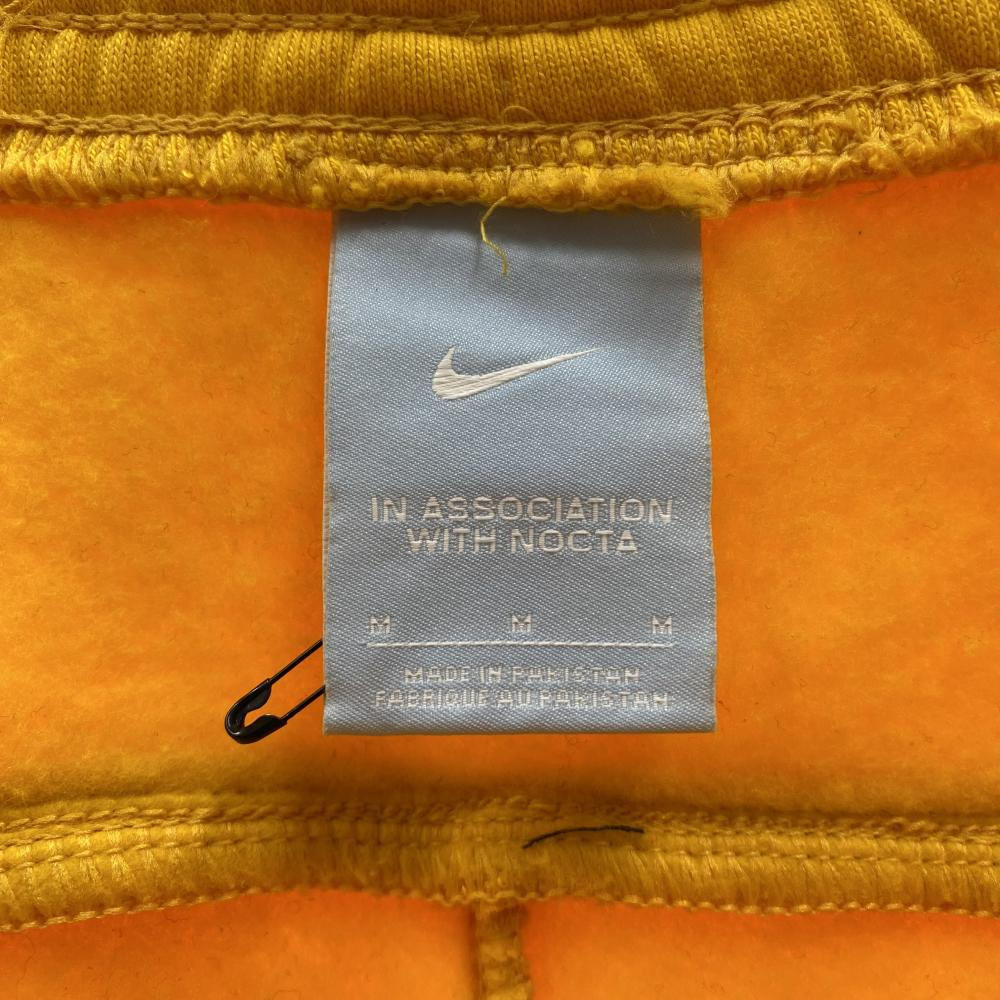 IN ASSOCIATION
WITH NOCTA
M M M
MADE IN PAKISTAN
FABRIQUE AU PAKISTAN